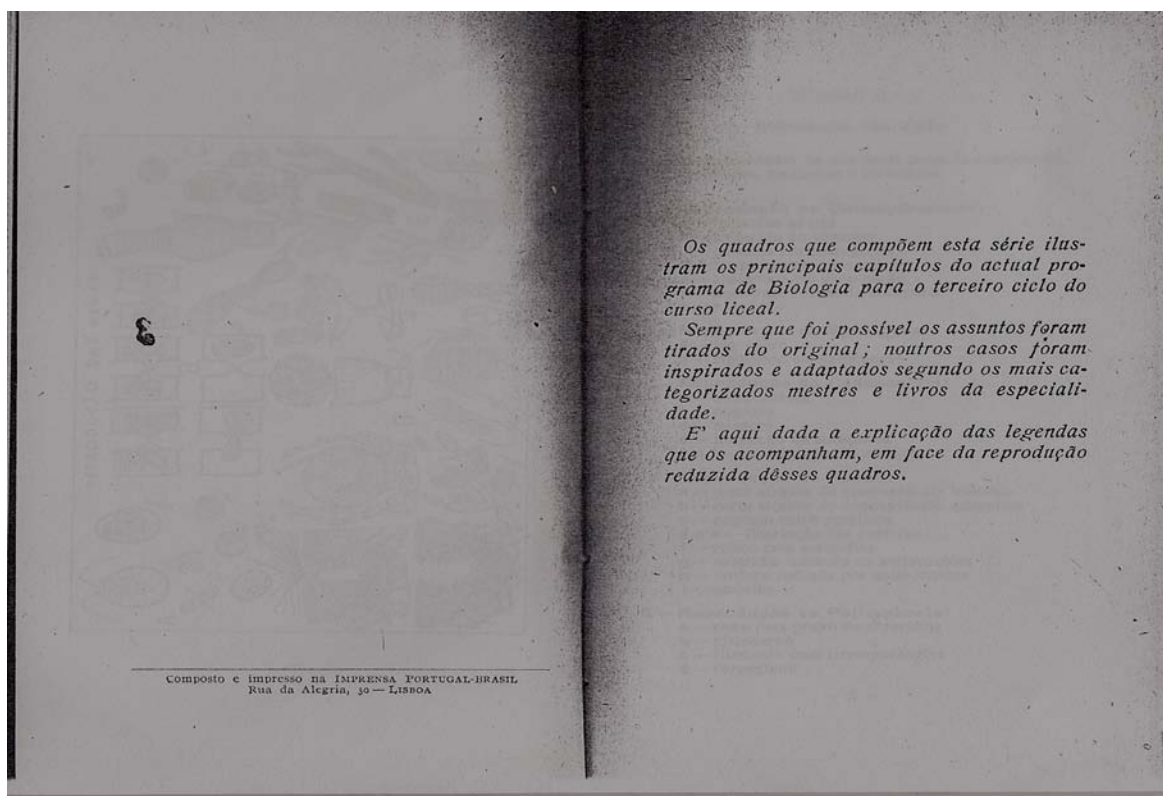 Composto e impresso na IMPRENSA PORTUGAL-BRASIL
Rua da Alegria, 30 — LISBOA
Os quadros que compõem esta série ilus-
tram os principais capítulos do actual pro-
grama de Biologia para o terceiro ciclo do
curso liceal.
Sempre que foi possível os assuntos foram
tirados do original; noutros casos fôram
inspirados e adaptados segundo os mais ca-
tegorizados mestres e livros da especiali-
dade.
E' aqui dada a explicação das legendas
que os acompanham, em face da reprodução
reduzida dêsses quadros.